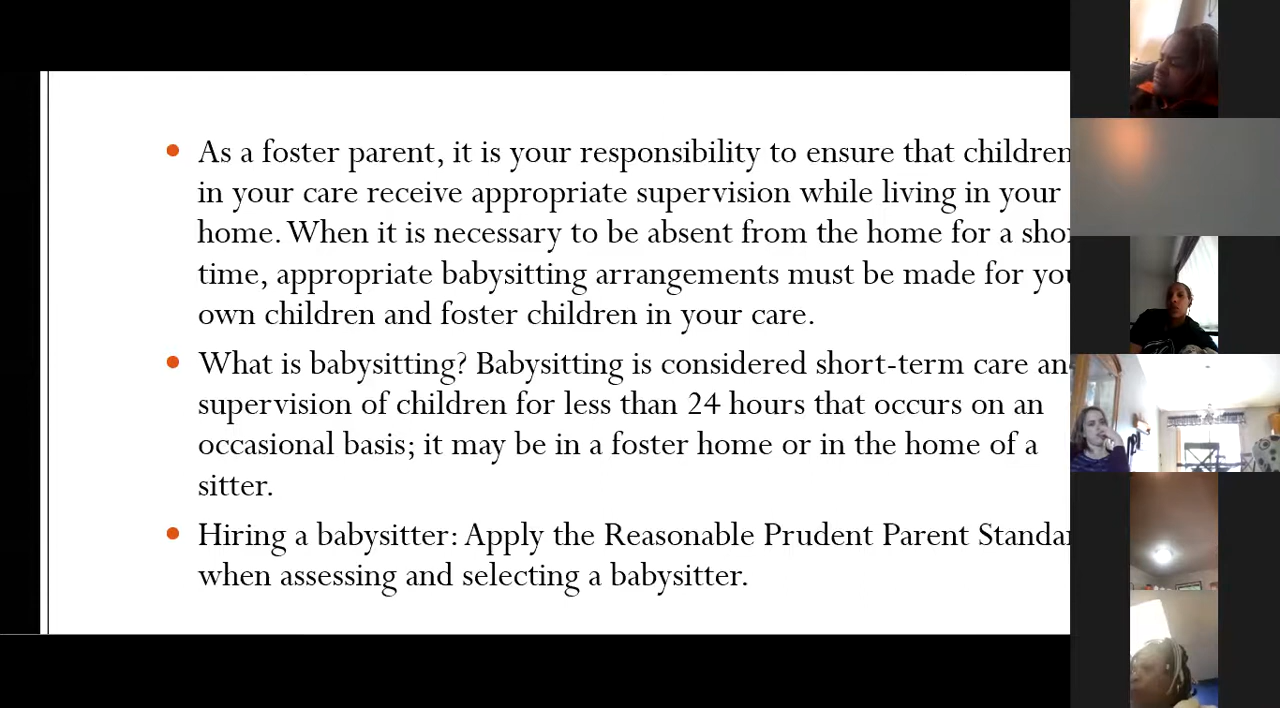 • As a foster parent, it is your responsibility to ensure that children
in your care receive appropriate supervision while living in your
home. When it is necessary to be absent from the home for a sho
time, appropriate babysitting arrangements must be made for you
own children and foster children in your care.
• What is babysitting? Babysitting is considered short-term care an
supervision of children for less than 24 hours that occurs on an
occasional basis; it may be in a foster home or in the home of a
sitter.
• Hiring a babysitter: Apply the Reasonable Prudent Parent Standar
when assessing and selecting a babysitter.